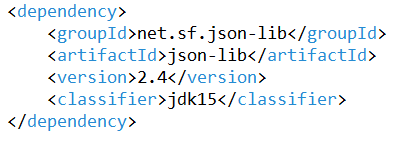 <dependency>
    <groupId>net.sf.json-lib</groupId>
    <artifactId>json-lib</artifactId>
    <version>2.4</version>
    <classifier>jdk15</classifier>
</dependency>